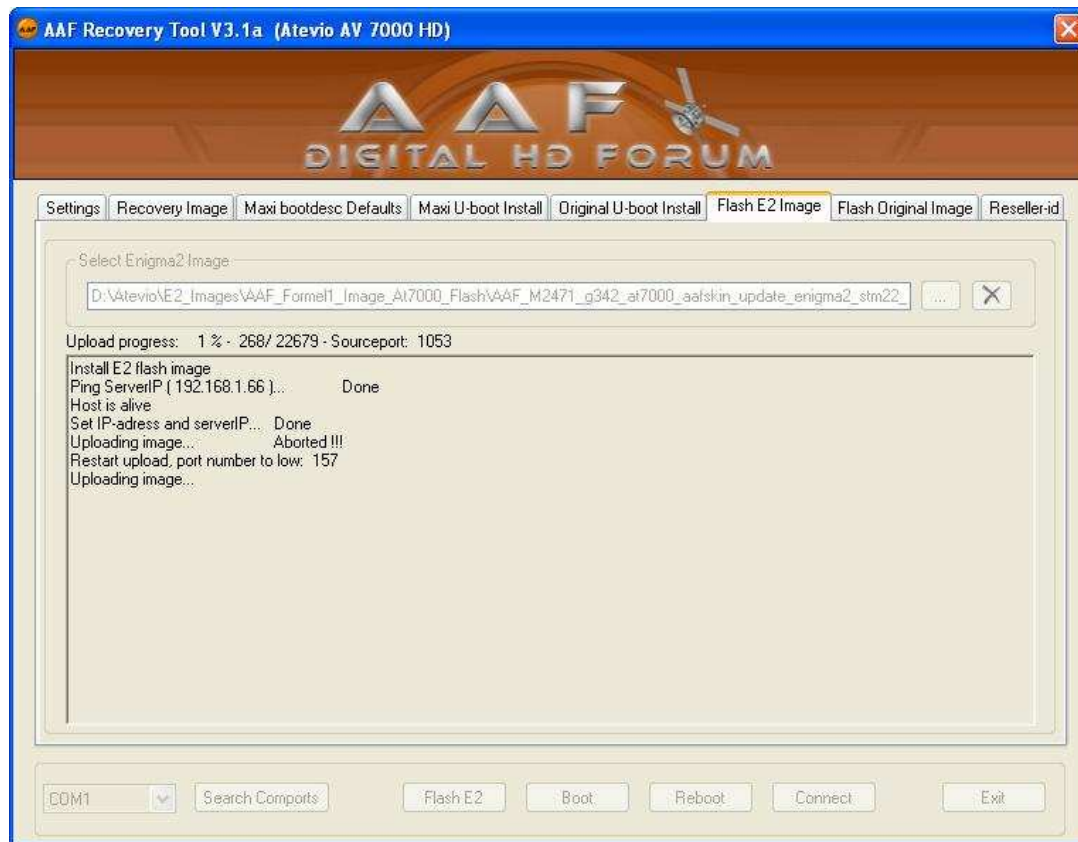 AAF Recovery Tool V3.1a (Atevio AV 7000 HD)
AAF
DIGITAL HD FORUM
Settings Recovery Image Maxi bootdesc Defaults Maxi U-boot Install Original U-boot Install Flash E2 Image Flash Original Image Reseller-id
Select Enigma2 Image
D:\Atevio\E2_Images\AAF_Formel1_Image_At7000_Flash\AAF_M2471_g342_at7000_aafskin_update_enigma2_stm22_ ...
Upload progress: 1 % - 268/ 22679 - Sourceport: 1053
Install E2 flash image
Ping ServerIP ( 192.168.1.66 )... Done
Host is alive
Set IP-adress and serverIP... Done
Uploading image... Aborted !!!
Restart upload, port number to low: 157
Uploading image...
COM1 Search Comports Flash E2 Boot Reboot Connect Exit